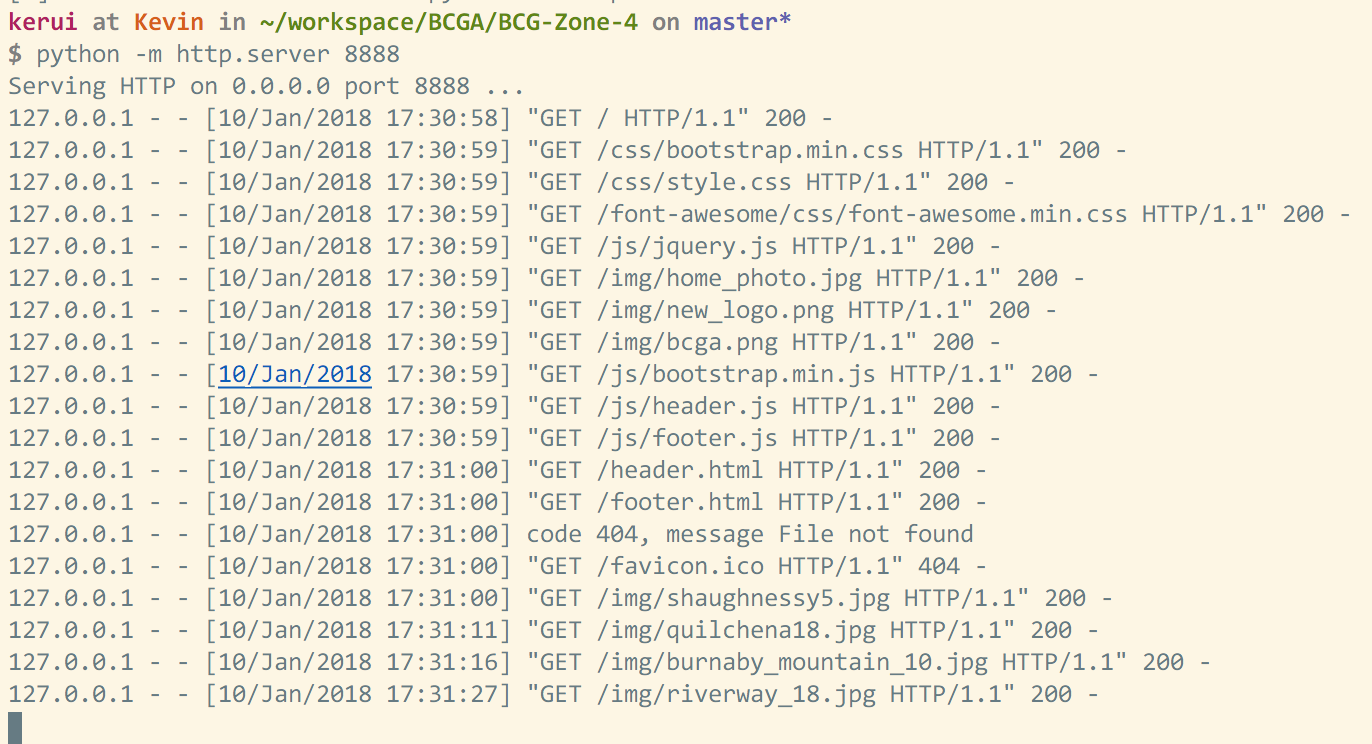 kerui at Kevin in ~/workspace/BCGA/BCG-Zone-4 on master*
$ python -m http.server 8888
Serving HTTP on 0.0.0.0 port 8888 ...
127.0.0.1 - - [10/Jan/2018 17:30:58] "GET / HTTP/1.1" 200 -
127.0.0.1 - - [10/Jan/2018 17:30:59] "GET /css/bootstrap.min.css HTTP/1.1" 200 -
127.0.0.1 - - [10/Jan/2018 17:30:59] "GET /css/style.css HTTP/1.1" 200 -
127.0.0.1 - - [10/Jan/2018 17:30:59] "GET /font-awesome/css/font-awesome.min.css HTTP/1.1" 200 -
127.0.0.1 - - [10/Jan/2018 17:30:59] "GET /js/jquery.js HTTP/1.1" 200 -
127.0.0.1 - - [10/Jan/2018 17:30:59] "GET /img/home_photo.jpg HTTP/1.1" 200 -
127.0.0.1 - - [10/Jan/2018 17:30:59] "GET /img/new_logo.png HTTP/1.1" 200 -
127.0.0.1 - - [10/Jan/2018 17:30:59] "GET /img/bcga.png HTTP/1.1" 200 -
127.0.0.1 - - [10/Jan/2018 17:30:59] "GET /js/bootstrap.min.js HTTP/1.1" 200 -
127.0.0.1 - - [10/Jan/2018 17:30:59] "GET /js/header.js HTTP/1.1" 200 -
127.0.0.1 - - [10/Jan/2018 17:30:59] "GET /js/footer.js HTTP/1.1" 200 -
127.0.0.1 - - [10/Jan/2018 17:31:00] "GET /header.html HTTP/1.1" 200 -
127.0.0.1 - - [10/Jan/2018 17:31:00] "GET /footer.html HTTP/1.1" 200 -
127.0.0.1 - - [10/Jan/2018 17:31:00] code 404, message File not found
127.0.0.1 - - [10/Jan/2018 17:31:00] "GET /favicon.ico HTTP/1.1" 404 -
127.0.0.1 - - [10/Jan/2018 17:31:00] "GET /img/shaughnessy5.jpg HTTP/1.1" 200 -
127.0.0.1 - - [10/Jan/2018 17:31:11] "GET /img/quilchena18.jpg HTTP/1.1" 200 -
127.0.0.1 - - [10/Jan/2018 17:31:16] "GET /img/burnaby_mountain_10.jpg HTTP/1.1" 200 -
127.0.0.1 - - [10/Jan/2018 17:31:27] "GET /img/riverway_18.jpg HTTP/1.1" 200 -